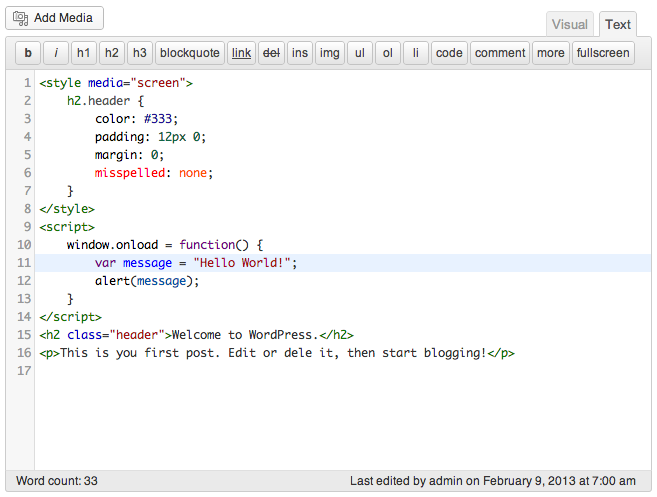 Add Media
Visual Text
b i h1 h2 h3 blockquote link del ins img ul ol li code comment more fullscreen
1 <style media="screen">
2 h2.header {
3 color: #333;
4 padding: 12px 0;
5 margin: 0;
6 misspelled: none;
7 }
8 </style>
9 <script>
10 window.onload = function() {
11 var message = "Hello World!";
12 alert(message);
13 }
14 </script>
15 <h2 class="header">Welcome to WordPress.</h2>
16 <p>This is you first post. Edit or dele it, then start blogging!</p>
17
Word count: 33 Last edited by admin on February 9, 2013 at 7:00 am